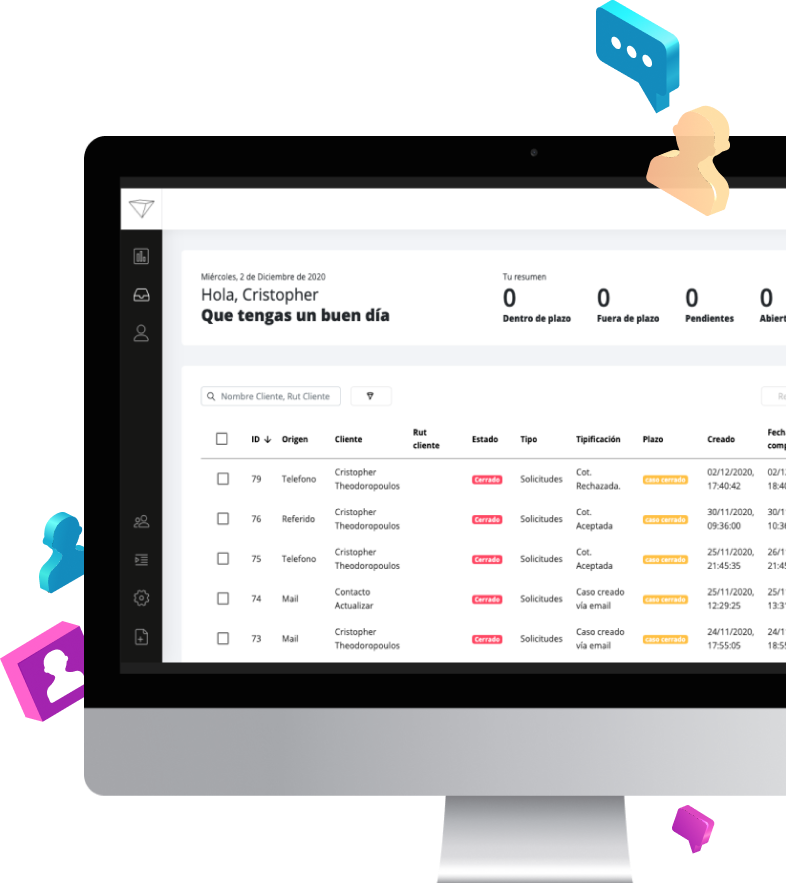 Miércoles, 2 de Diciembre de 2020
Hola, Cristopher
Que tengas un buen día
Tu resumen
0 0 0 0
Dentro de plazo Fuera de plazo Pendientes Abiert
Nombre Cliente, Rut Cliente
Re
ID Origen Cliente Rut cliente Estado Tipo Tipificación Plazo Creado Fech comp
79 Telefono Cristopher Theodoropoulos Cerrado Solicitudes Cot. Rechazada. caso cerrado 02/12/2020, 17:40:42 02/1 18:40
76 Referido Cristopher Theodoropoulos Cerrado Solicitudes Cot. Aceptada caso cerrado 30/11/2020, 09:36:00 30/1 10:36
75 Telefono Cristopher Theodoropoulos Cerrado Solicitudes Cot. Aceptada caso cerrado 25/11/2020, 21:45:35 26/1 21:45
74 Mail Contacto Actualizar Cerrado Solicitudes Caso creado vía email caso cerrado 25/11/2020, 12:29:25 25/1 13:31
73 Mail Cristopher Theodoropoulos Cerrado Solicitudes Caso creado vía email caso cerrado 24/11/2020, 17:55:05 24/1 18:55